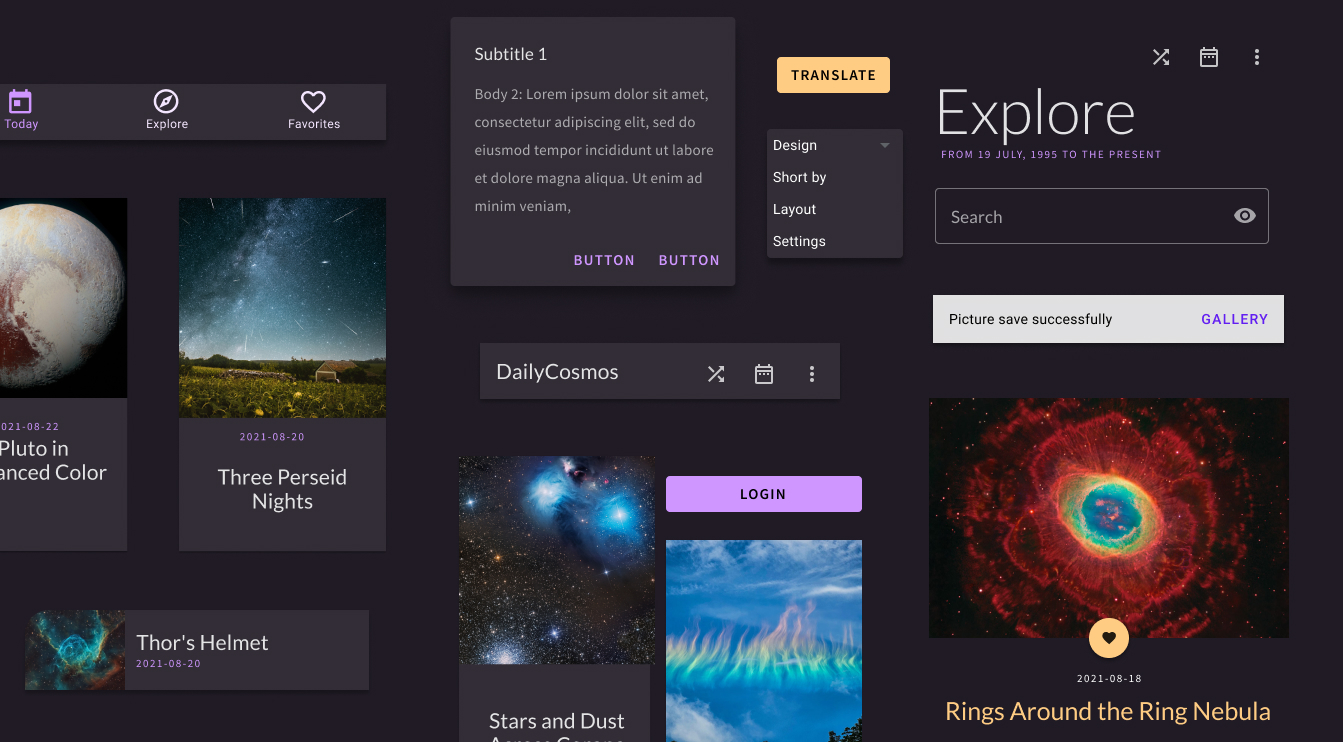 Today
Explore
Favorites
021-08-22
Pluto in
anced Color
2021-08-20
Three Perseid
Nights
Thor's Helmet
2021-08-20
Subtitle 1
Body 2: Lorem ipsum dolor sit amet,
consectetur adipiscing elit, sed do
eiusmod tempor incididunt ut labore
et dolore magna aliqua. Ut enim ad
minim veniam,
BUTTON BUTTON
TRANSLATE
Design
Short by
Layout
Settings
DailyCosmos
LOGIN
Stars and Dust
Explore
FROM 19 JULY, 1995 TO THE PRESENT
Search
Picture save successfully
GALLERY
2021-08-18
Rings Around the Ring Nebula